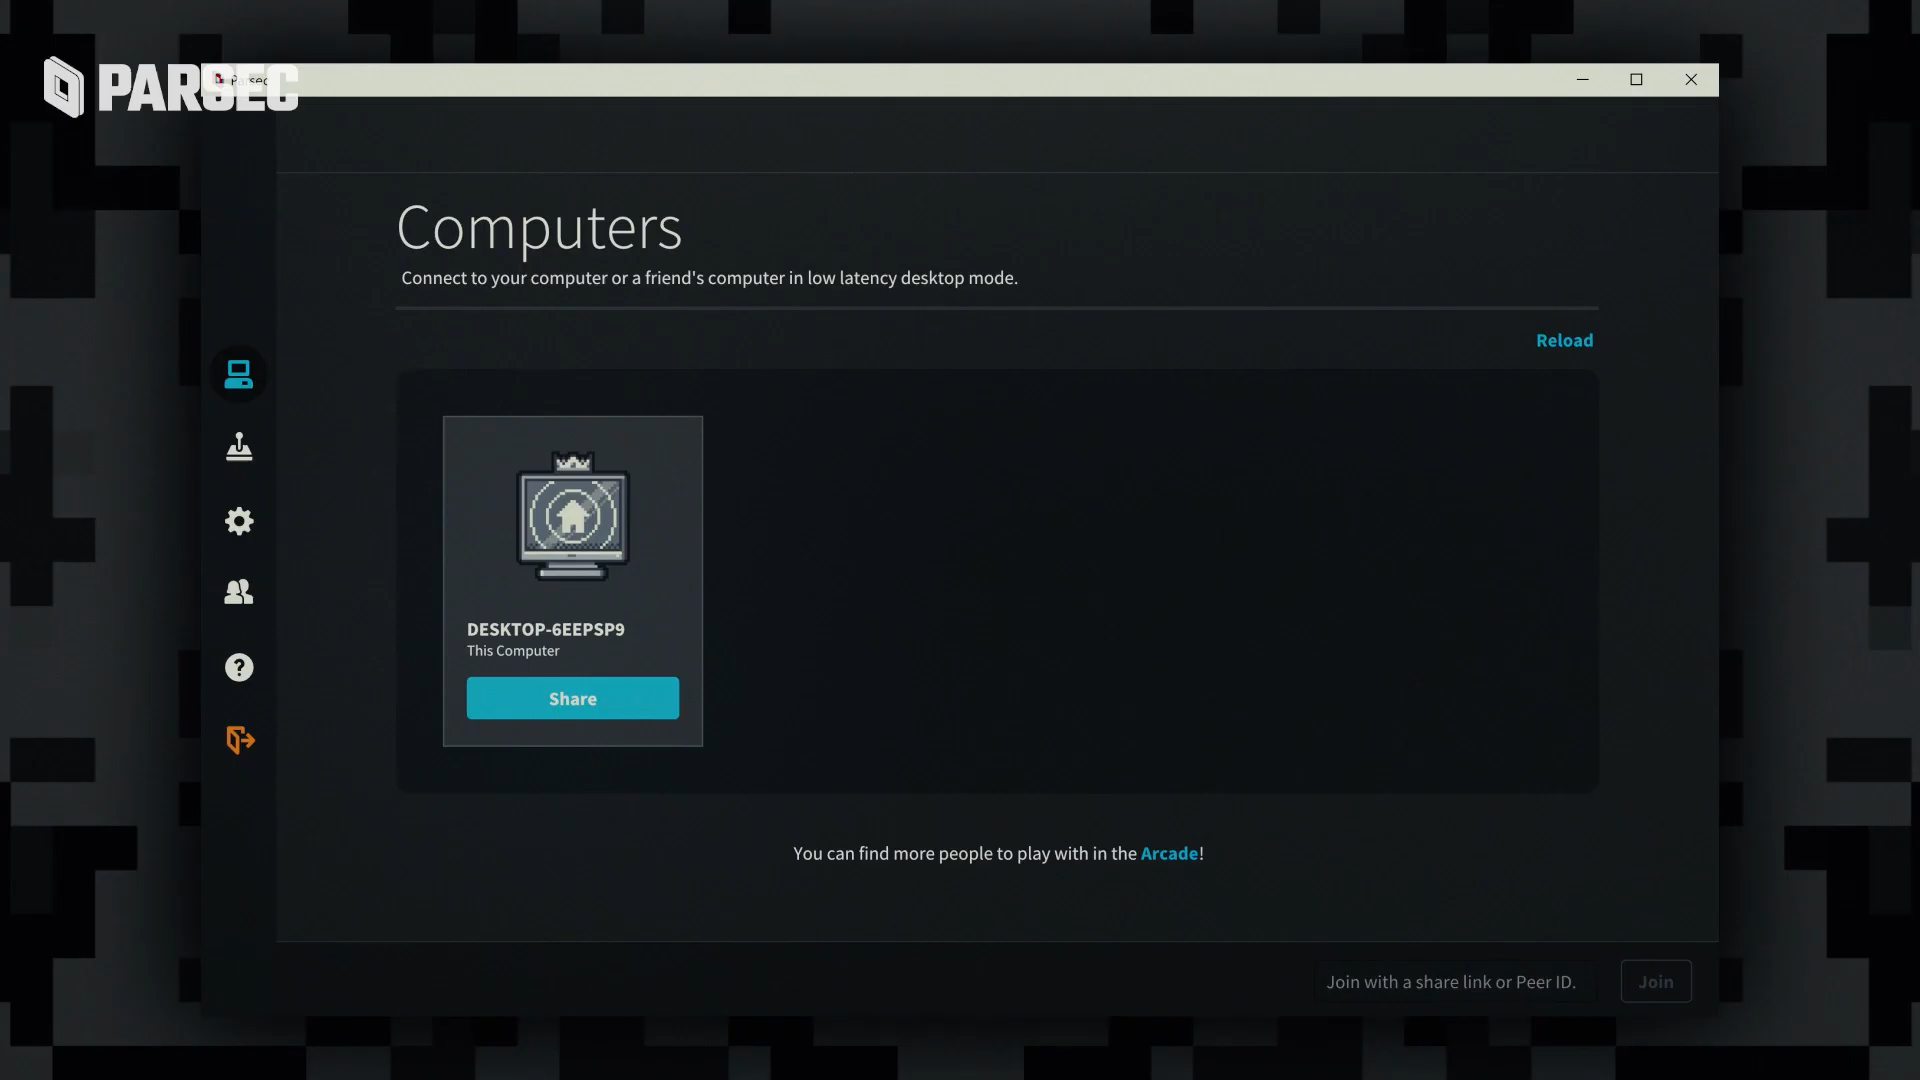 PARSEC
Parsec
Computers
Connect to your computer or a friend's computer in low latency desktop mode.
Reload
DESKTOP-6EEPSP9
This Computer
Share
You can find more people to play with in the Arcade!
Join with a share link or Peer ID.
Join